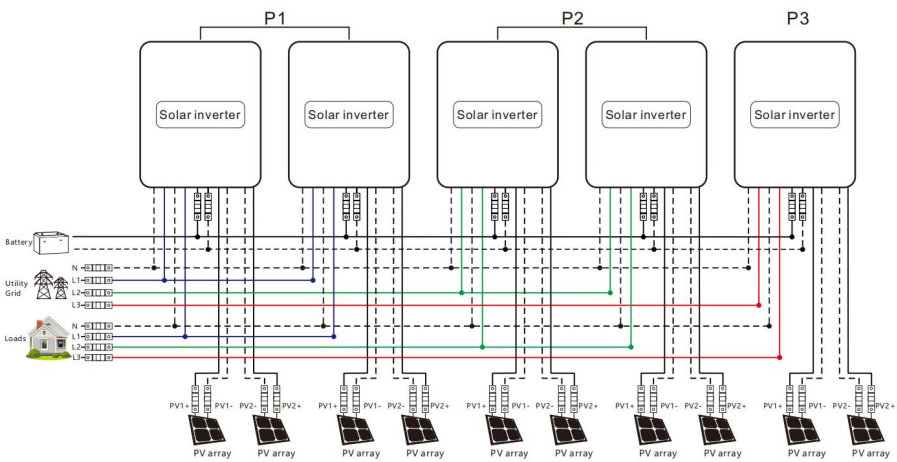 P1 P2 P3
Solar inverter Solar inverter Solar inverter Solar inverter Solar inverter
Battery
N
L1
Utility Grid
L2
L3
N
Loads
L1
L2
L3
PV1+ PV1- PV2- PV2+ PV1+ PV1- PV2- PV2+ PV1+ PV1- PV2- PV2+ PV1+ PV1- PV2- PV2+ PV1+ PV1- PV2- PV2+
PV array PV array PV array PV array PV array PV array PV array PV array PV array PV array